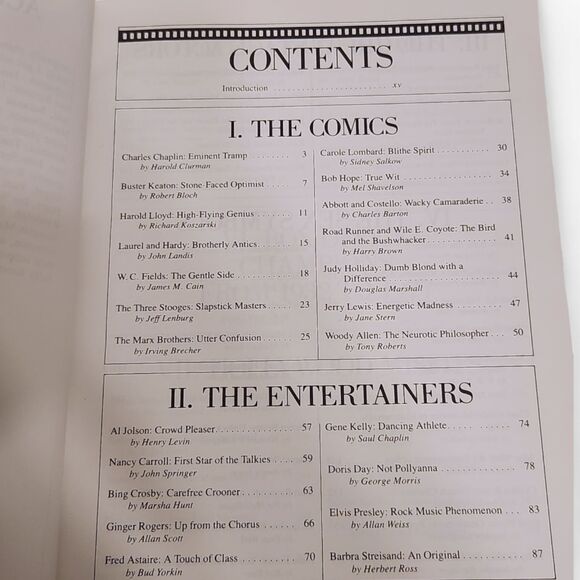 CONTENTS
Introduction . . . . . . . . . . . . . . . . . . . . . . . . xv
I. THE COMICS
Charles Chaplin: Eminent Tramp . . . . . . . . 3
by Harold Clurman
Buster Keaton: Stone-Faced Optimist . . . . . . 7
by Robert Bloch
Harold Lloyd: High-Flying Genius . . . . . . . 11
by Richard Koszarski
Laurel and Hardy: Brotherly Antics . . . . . . . 15
by John Landis
W. C. Fields: The Gentle Side . . . . . . . . . . 18
by James M. Cain
The Three Stooges: Slapstick Masters . . . . . . 23
by Jeff Lenburg
The Marx Brothers: Utter Confusion . . . . . . . 25
by Irving Brecher
Carole Lombard: Blithe Spirit . . . . . . . . . . 30
by Sidney Salkow
Bob Hope: True Wit . . . . . . . . . . . . . . . 34
by Mel Shavelson
Abbott and Costello: Wacky Camaraderie . . 38
by Charles Barton
Road Runner and Wile E. Coyote: The Bird
and the Bushwhacker . . . . . . . . . . . . . 41
by Harry Brown
Judy Holliday: Dumb Blond with a
Difference . . . . . . . . . . . . . . . . . . 44
by Douglas Marshall
Jerry Lewis: Energetic Madness . . . . . . . . . 47
by Jane Stern
Woody Allen: The Neurotic Philosopher . . . 50
by Tony Roberts
II. THE ENTERTAINERS
Al Jolson: Crowd Pleaser . . . . . . . . . . . . . 57
by Henry Levin
Nancy Carroll: First Star of the Talkies . . . . 59
by John Springer
Bing Crosby: Carefree Crooner . . . . . . . . . 63
by Marsha Hunt
Ginger Rogers: Up from the Chorus . . . . . . . 66
by Allan Scott
Fred Astaire: A Touch of Class . . . . . . . . . 70
by Bud Yorkin
Gene Kelly: Dancing Athlete . . . . . . . . . . 74
by Saul Chaplin
Doris Day: Not Pollyanna . . . . . . . . . . . . 78
by George Morris
Elvis Presley: Rock Music Phenomenon . . . 83
by Allan Weiss
Barbra Streisand: An Original . . . . . . . . . . 87
by Herbert Ross